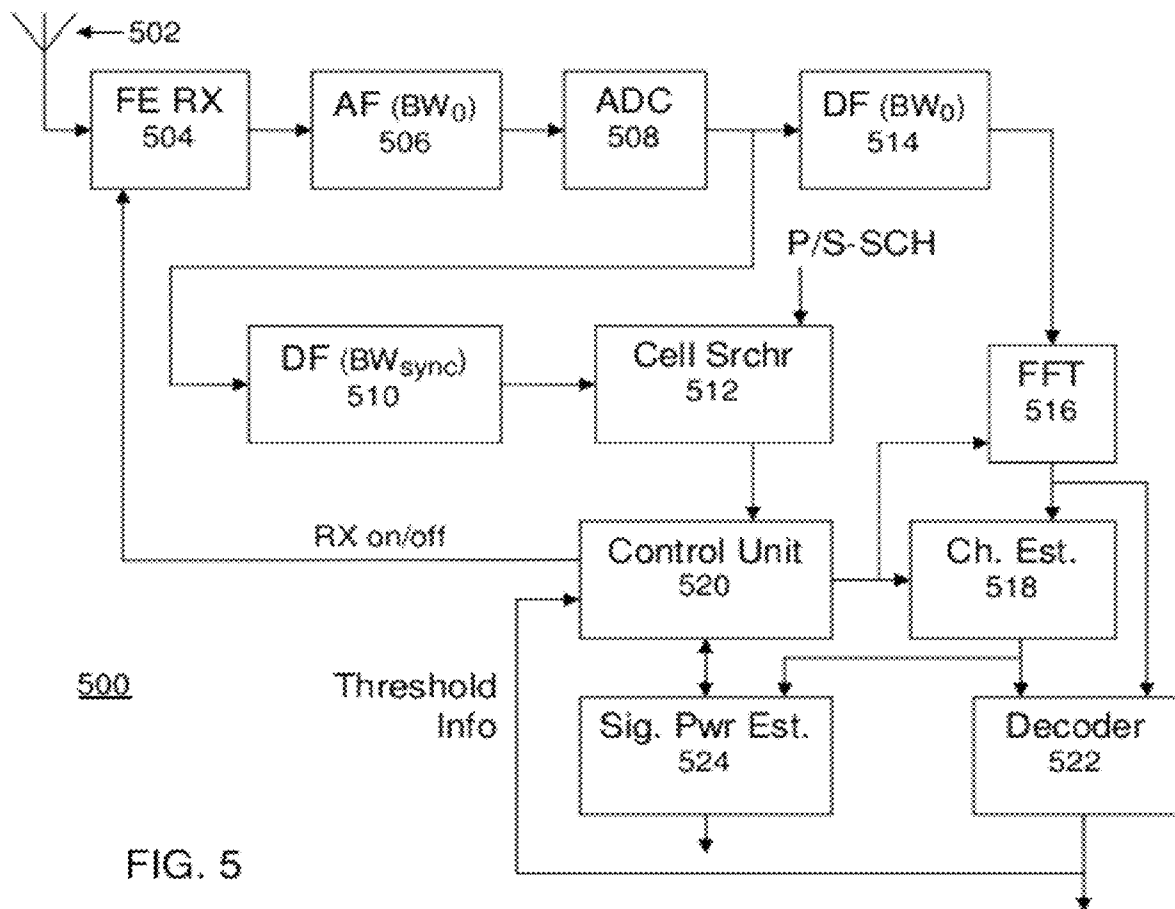 502
FE RX
504
AF (BW0)
506
ADC
508
DF (BW0)
514
P/S-SCH
DF (BWsync)
510
Cell Srchr
512
FFT
516
RX on/off
Control Unit
520
Ch. Est.
518
500
Threshold
Info
Sig. Pwr Est.
524
Decoder
522
FIG. 5